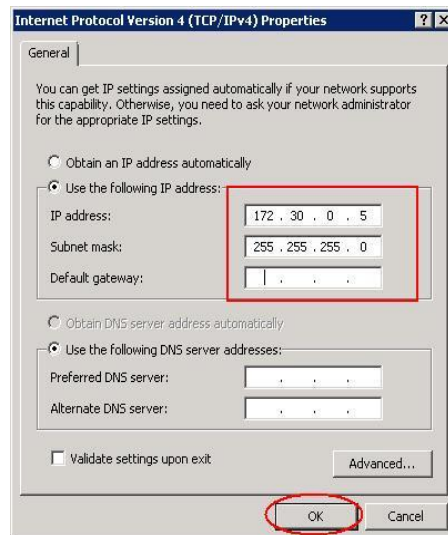 Internet Protocol Version 4 (TCP/IPv4) Properties
General
You can get IP settings assigned automatically if your network supports
this capability. Otherwise, you need to ask your network administrator
for the appropriate IP settings.
Obtain an IP address automatically
Use the following IP address:
IP address: 172 . 30 . 0 . 5
Subnet mask: 255 . 255 . 255 . 0
Default gateway: . . .
Obtain DNS server address automatically
Use the following DNS server addresses:
Preferred DNS server: . . .
Alternate DNS server: . . .
Validate settings upon exit
Advanced...
OK Cancel